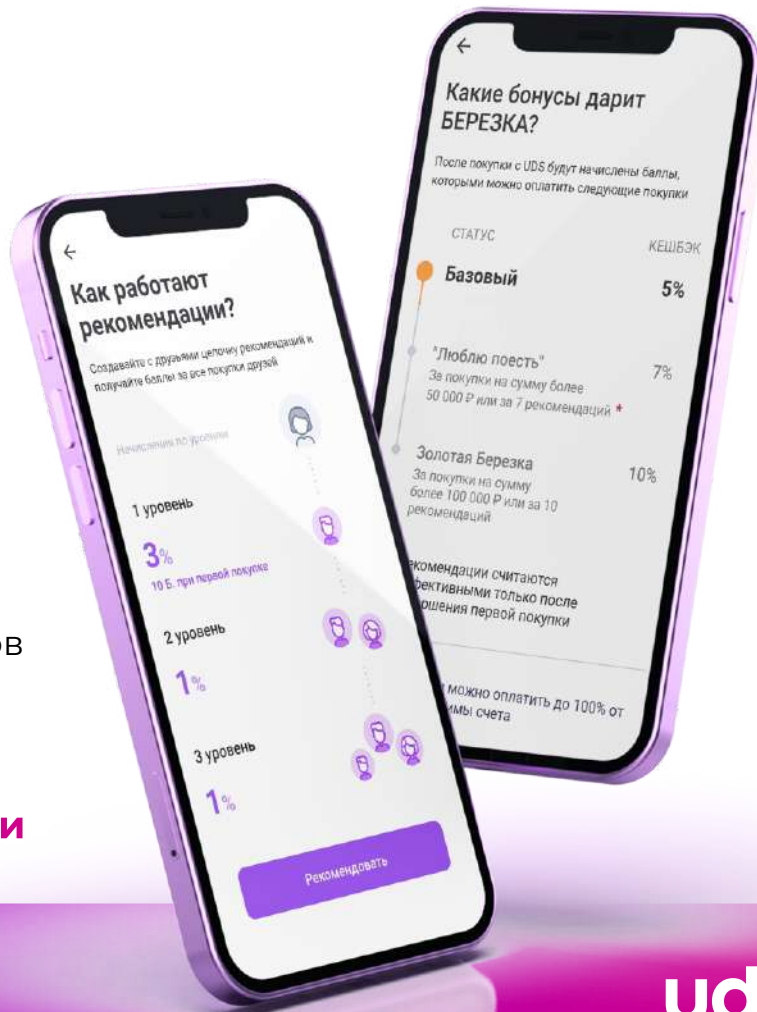 ←
Какие бонусы дарит
БЕРЕЗКА?
После покупки с UDS будут начислены баллы,
которыми можно оплатить следующие покупки
СТАТУС КЕШБЭК
Базовый 5%
"Люблю поесть" 7%
За покупки на сумму более
50 000 ₽ или за 7 рекомендаций *
Золотая Березка 10%
За покупки на сумму
более 100 000 ₽ или за 10
рекомендаций
екомендации считаются
фективными только после
ршения первой покупки
можно оплатить до 100% от
ммы счета
←
Как работают
рекомендации?
Создавайте с друзьями цепочку рекомендаций и
получайте баллы за все покупки друзей
Начисления по уровням
1 уровень
3%
10 Б. при первой покупке
2 уровень
1%
3 уровень
1%
Рекомендовать
ов
и
ud